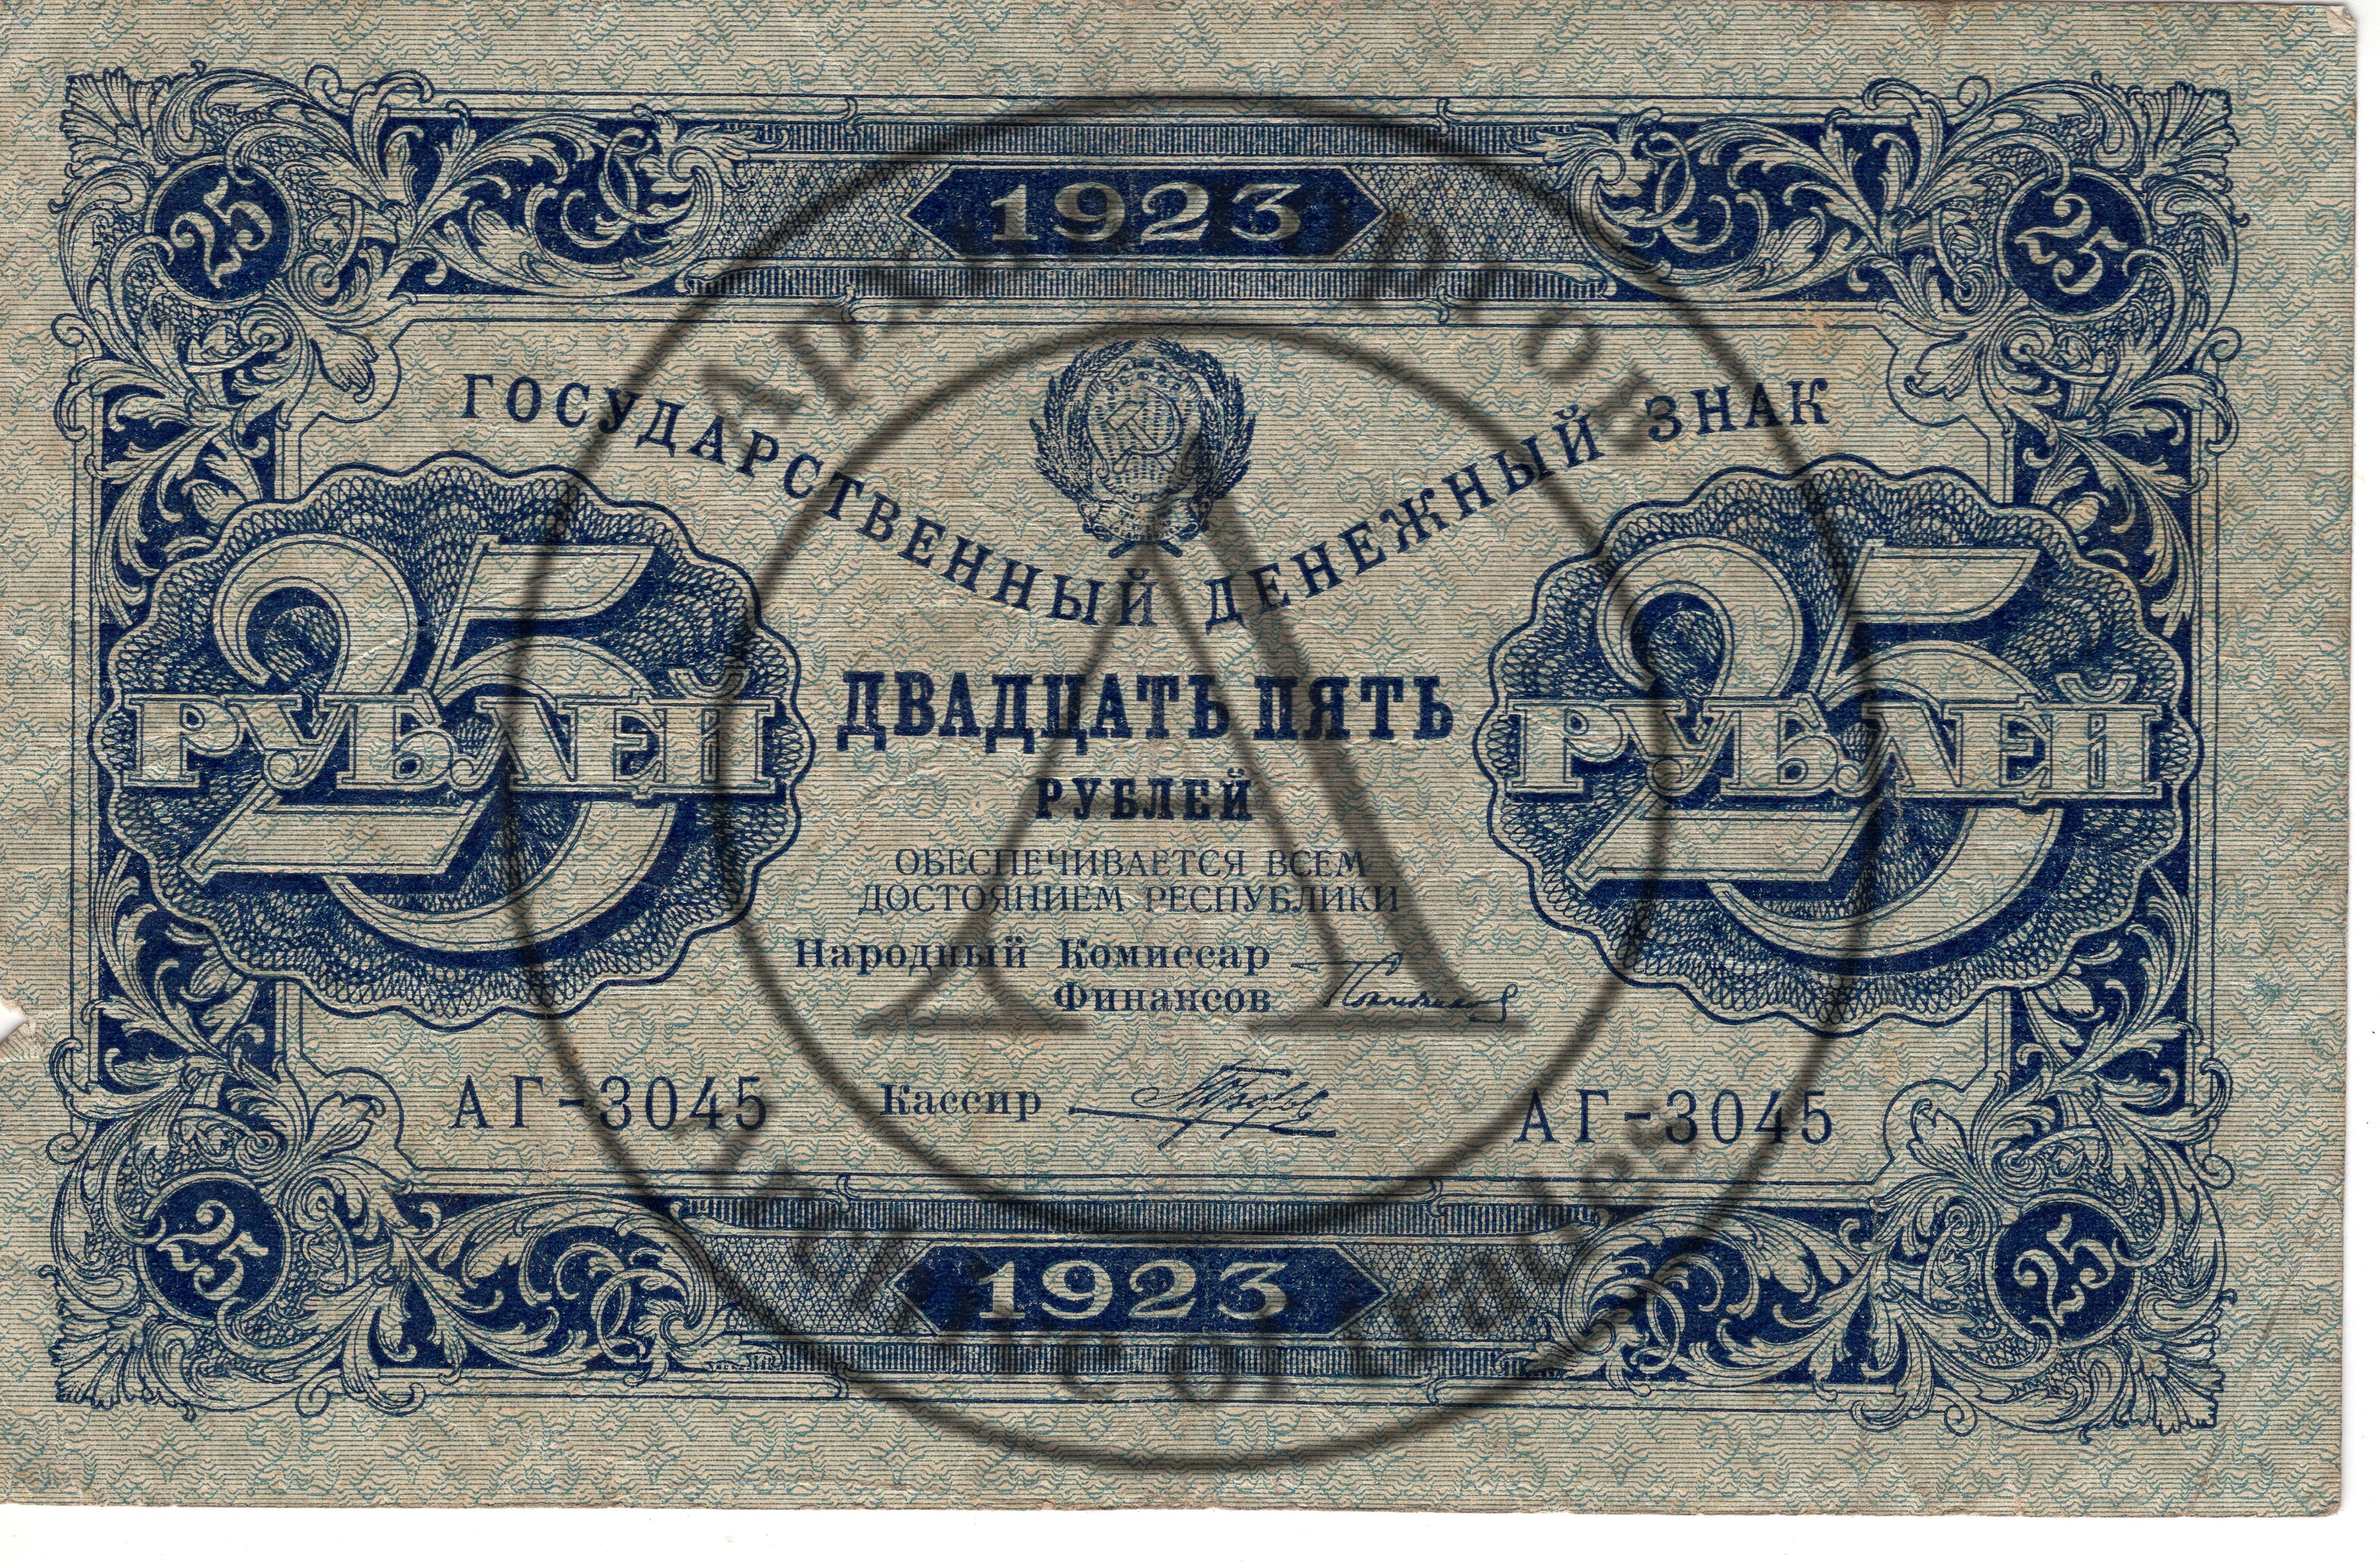 25 1923 25
ГОСУДАРСТВЕННЫЙ ДЕНЕЖНЫЙ ЗНАК
25 РУБЛЕЙ
25 РУБЛЕЙ
ДВАДЦАТЬ ПЯТЬ
РУБЛЕЙ
ОБЕСПЕЧИВАЕТСЯ ВСЕМ
ДОСТОЯНИЕМ РЕСПУБЛИКИ
Народный Комиссар
Финансов
АГ-3045 Кассир АГ-3045
25 1923 25
А